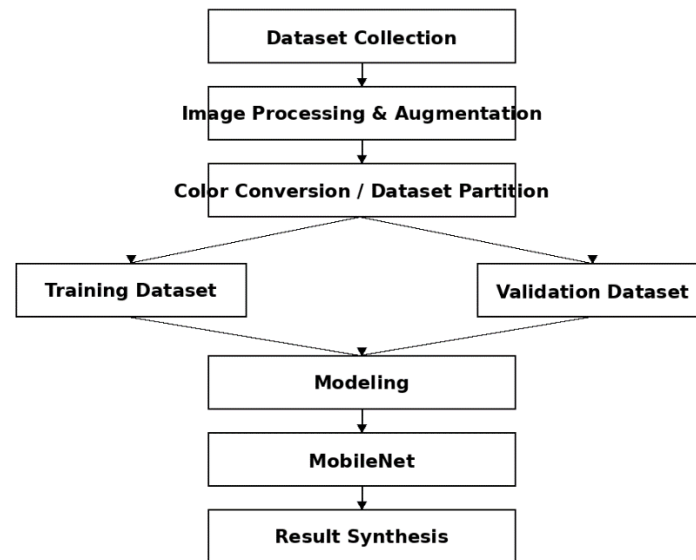 Dataset Collection
Image Processing & Augmentation
Color Conversion / Dataset Partition
Training Dataset
Validation Dataset
Modeling
MobileNet
Result Synthesis